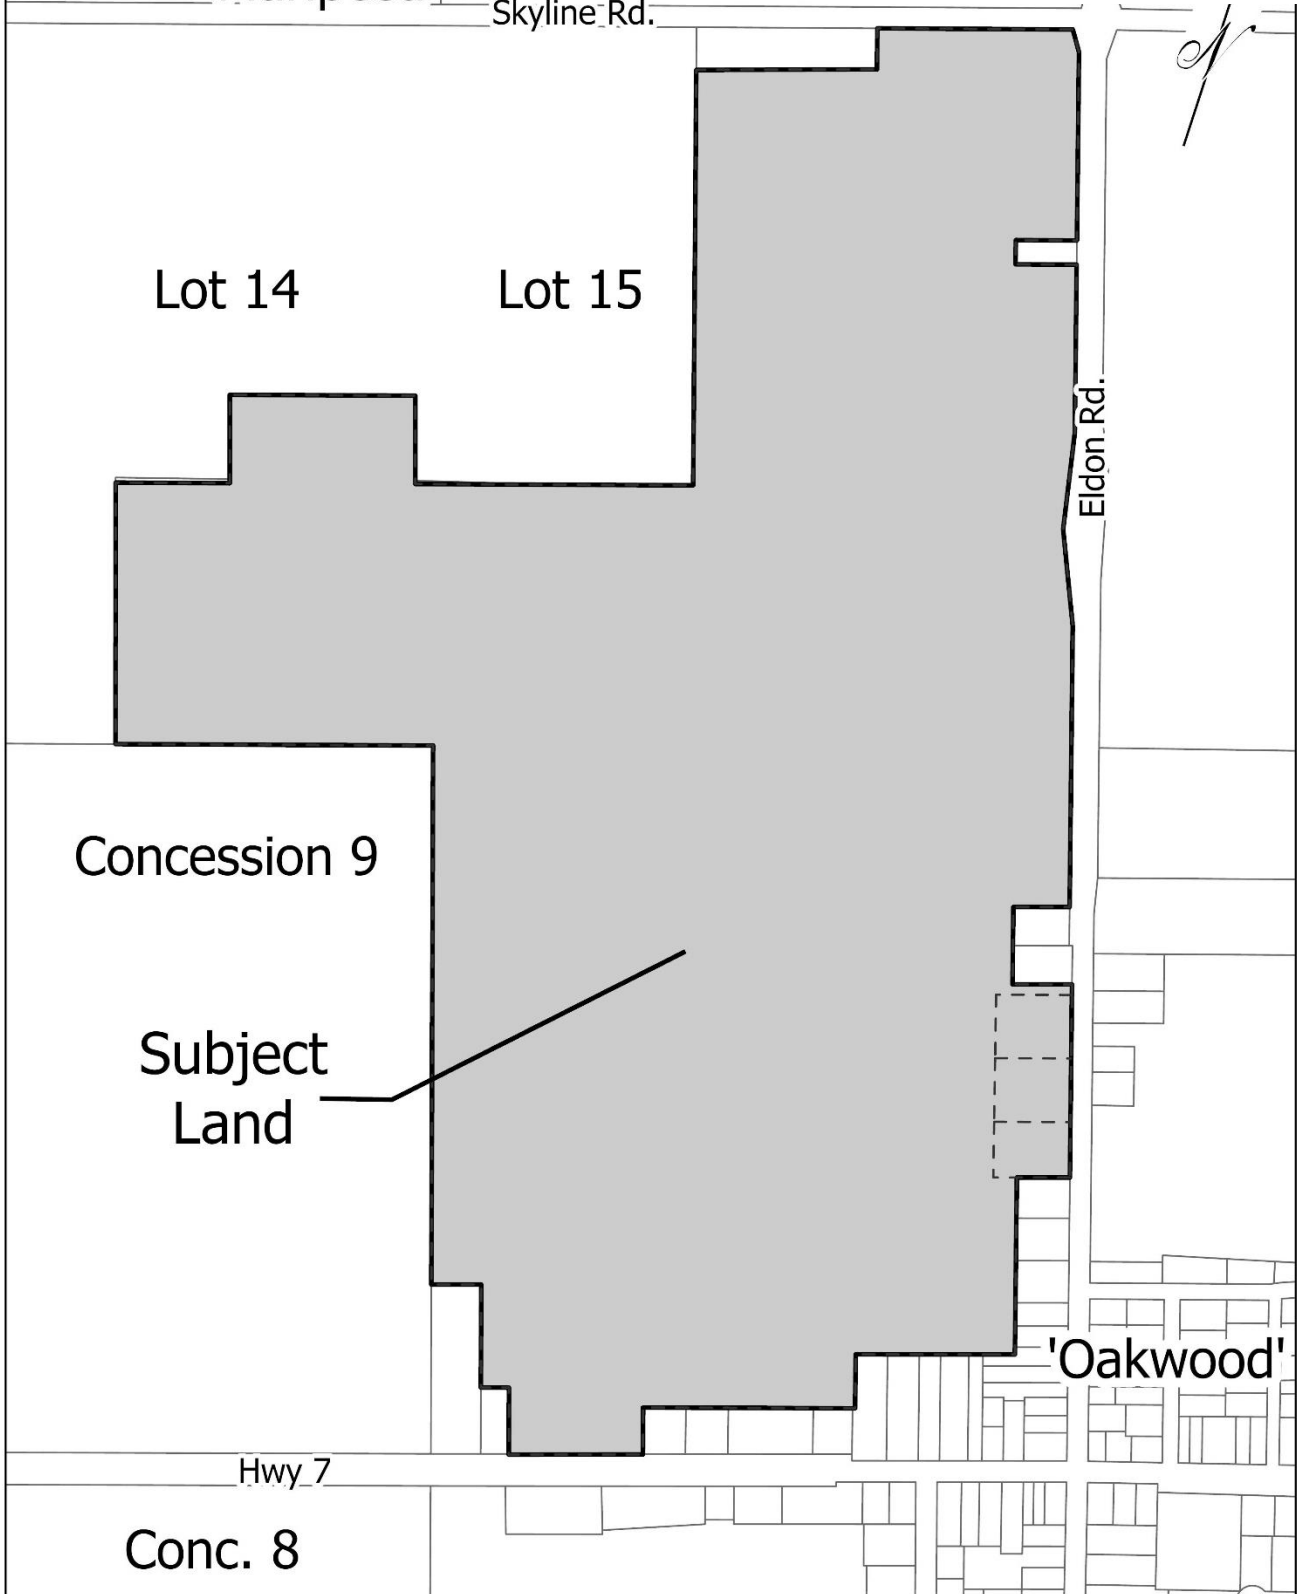 Skyline Rd.
N
Lot 14
Lot 15
Eldon Rd.
Concession 9
Subject
Land
'Oakwood'
Hwy 7
Conc. 8